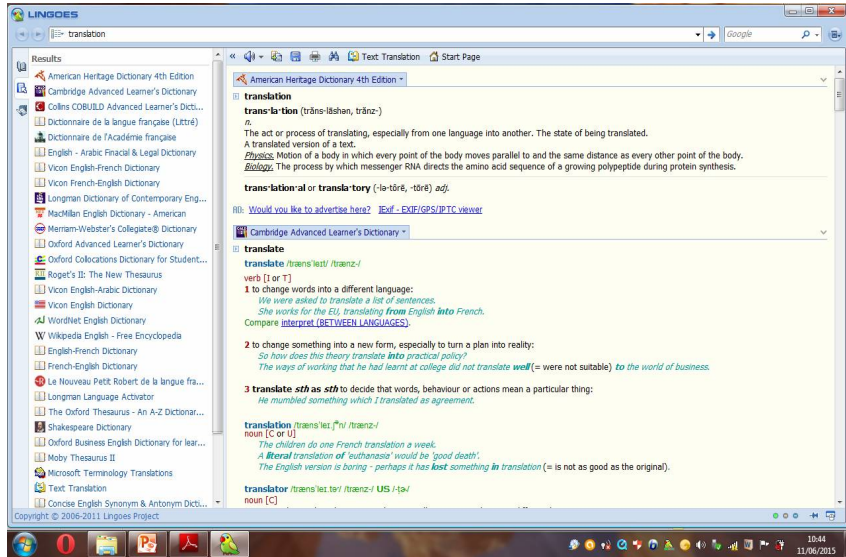 LINGOES
translation
Google
Results
American Heritage Dictionary 4th Edition
Cambridge Advanced Learner's Dictionary
Collins COBUILD Advanced Learner's Dicti...
Dictionnaire de la langue française (Littré)
Dictionnaire de l'Académie française
English - Arabic Finacial & Legal Dictionary
Vicon English-French Dictionary
Vicon French-English Dictionary
Longman Dictionary of Contemporary Eng...
MacMillan English Dictionary - American
Merriam-Webster's Collegiate® Dictionary
Oxford Advanced Learner's Dictionary
Oxford Collocations Dictionary for Student...
Roget's II: The New Thesaurus
Vicon English-Arabic Dictionary
Vicon English Dictionary
WordNet English Dictionary
Wikipedia English - Free Encyclopedia
English-French Dictionary
French-English Dictionary
Le Nouveau Petit Robert de la langue fra...
Longman Language Activator
The Oxford Thesaurus - An A-Z Dictionar...
Shakespeare Dictionary
Oxford Business English Dictionary for lear...
Moby Thesaurus II
Microsoft Terminology Translations
Text Translation
Concise English Synonym & Antonym Dicti...
Text Translation Start Page
American Heritage Dictionary 4th Edition
translation
trans·la·tion (trăns-lāshən, trănz-)
n.
The act or process of translating, especially from one language into another. The state of being translated.
A translated version of a text.
Physics. Motion of a body in which every point of the body moves parallel to and the same distance as every other point of the body.
Biology. The process by which messenger RNA directs the amino acid sequence of a growing polypeptide during protein synthesis.
trans·lation·al or transla·tory (-lə-tôrē, -tōrē) adj.
AD: Would you like to advertise here? IExif - EXIF/GPS/IPTC viewer
Cambridge Advanced Learner's Dictionary
translate
translate /trænsˈleɪt/ /trænz-/
verb [I or T]
1 to change words into a different language:
We were asked to translate a list of sentences.
She works for the EU, translating from English into French.
Compare interpret (BETWEEN LANGUAGES).
2 to change something into a new form, especially to turn a plan into reality:
So how does this theory translate into practical policy?
The ways of working that he had learnt at college did not translate well (= were not suitable) to the world of business.
3 translate sth as sth to decide that words, behaviour or actions mean a particular thing:
He mumbled something which I translated as agreement.
translation /trænsˈleɪ.ʃᵊn/ /trænz-/
noun [C or U]
The children do one French translation a week.
A literal translation of 'euthanasia' would be 'good death'.
The English version is boring - perhaps it has lost something in translation (= is not as good as the original).
translator /trænsˈleɪ.təʳ/ /trænz-/ US /-t̬ɚ/
noun [C]
Copyright © 2006-2011 Lingoes Project
10:44
11/06/2015